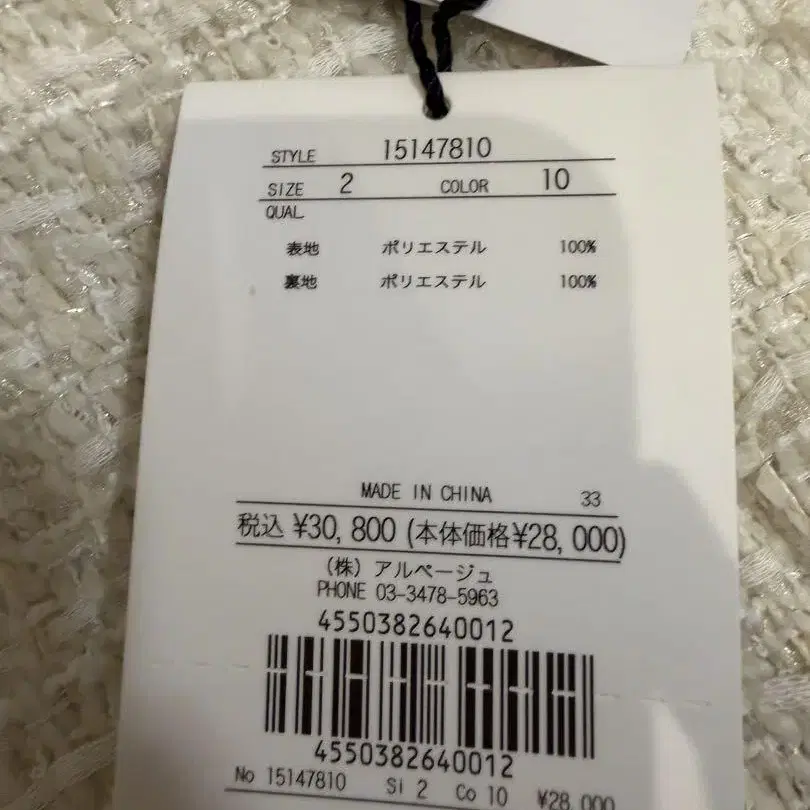 STYLE 15147810
SIZE 2 COLOR 10
QUAL
表地 ポリエステル 100%
裏地 ポリエステル 100%
MADE IN CHINA 33
税込 ¥30,800 (本体価格¥28,000)
(株) アルページュ
PHONE 03-3478-5963
4550382640012
4550382640012
No 15147810 Si 2 Co 10 ¥28,000